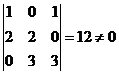 |1 0 1|
|2 2 0| = 12 ≠ 0
|0 3 3|